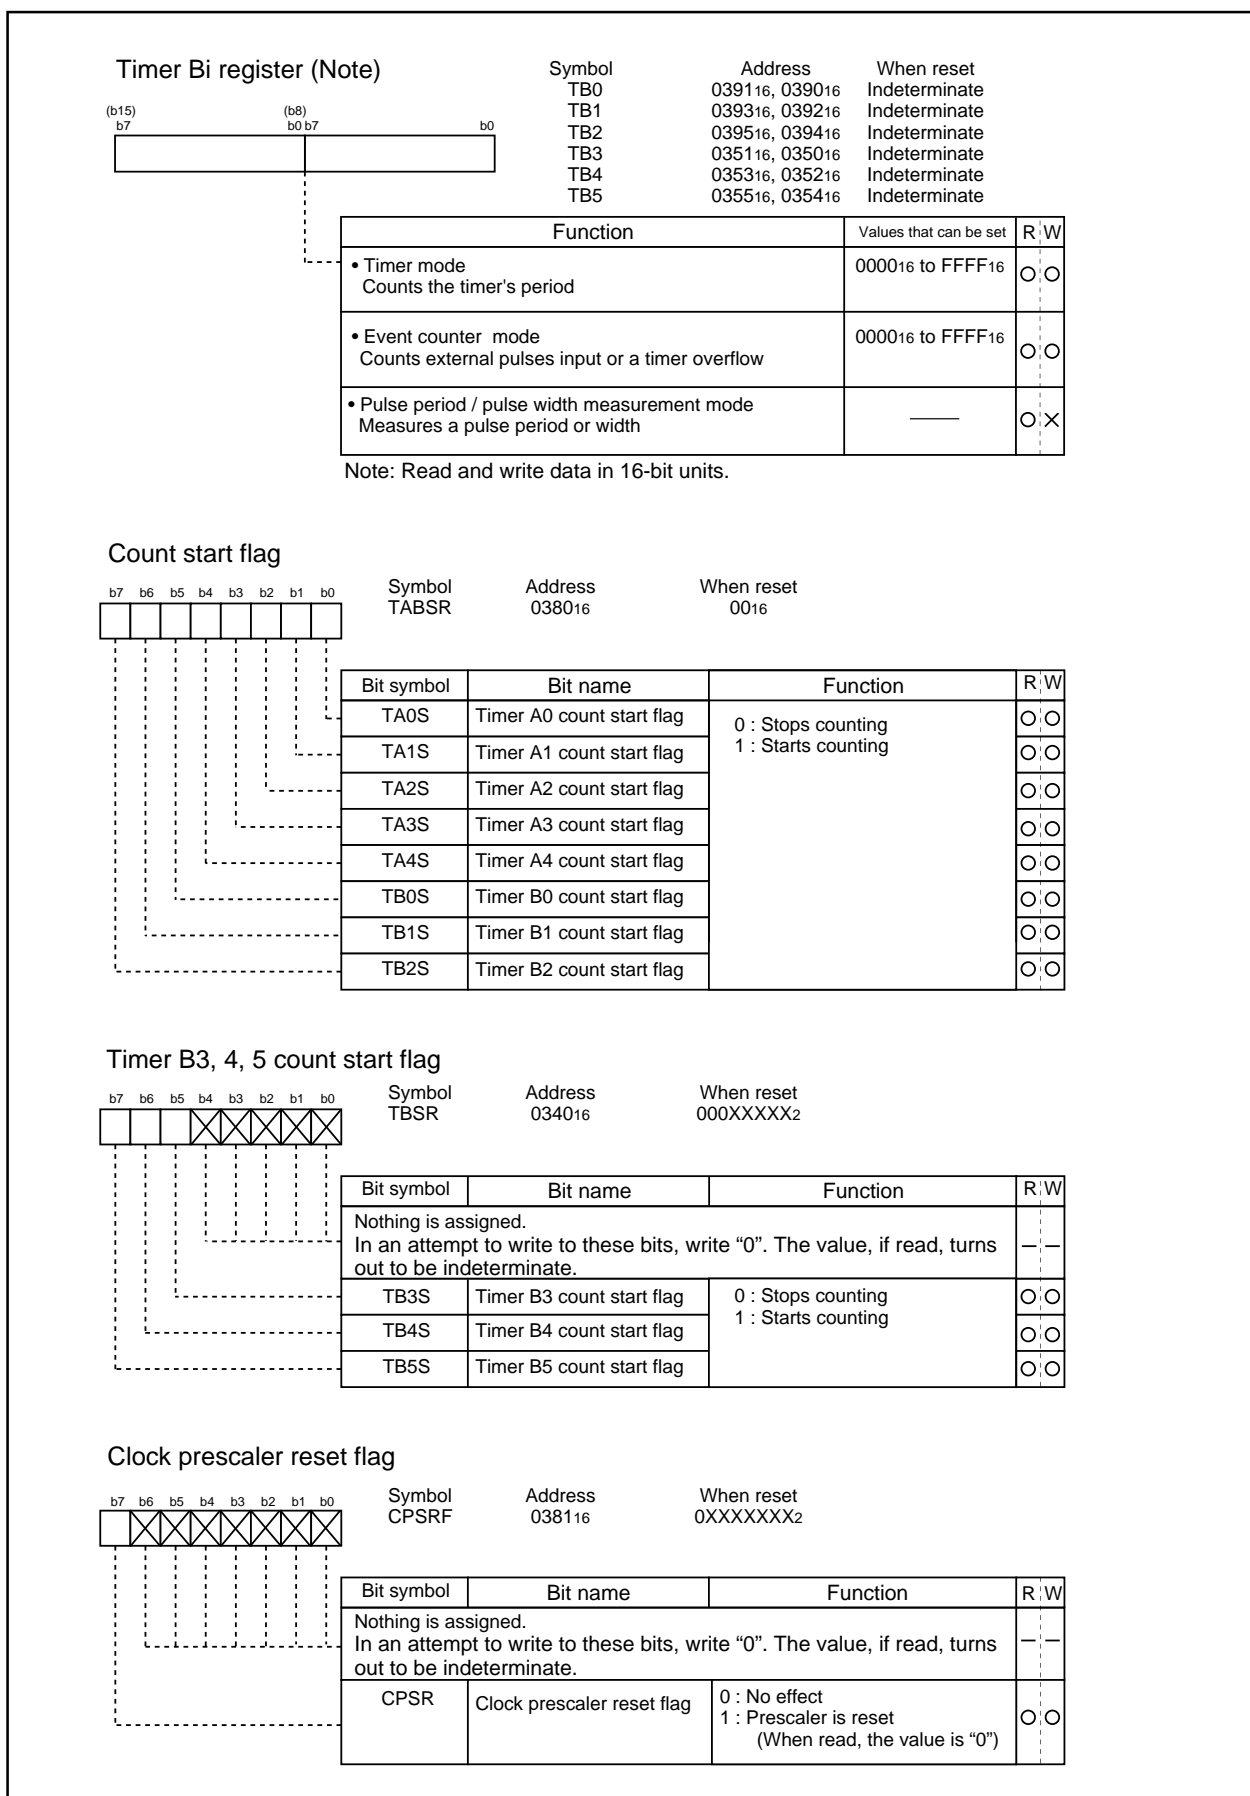 Timer Bi register (Note)
Symbol Address When reset
TB0 039116, 039016 Indeterminate
TB1 039316, 039216 Indeterminate
TB2 039516, 039416 Indeterminate
TB3 035116, 035016 Indeterminate
TB4 035316, 035216 Indeterminate
TB5 035516, 035416 Indeterminate
(b15) (b8)
b7 b0 b7 b0
Function Values that can be set R W
• Timer mode 000016 to FFFF16
Counts the timer's period
• Event counter mode 000016 to FFFF16
Counts external pulses input or a timer overflow
• Pulse period / pulse width measurement mode
Measures a pulse period or width
Note: Read and write data in 16-bit units.
Count start flag
Symbol Address When reset
TABSR 038016 0016
b7 b6 b5 b4 b3 b2 b1 b0
Bit symbol Bit name Function R W
TA0S Timer A0 count start flag 0 : Stops counting
1 : Starts counting
TA1S Timer A1 count start flag
TA2S Timer A2 count start flag
TA3S Timer A3 count start flag
TA4S Timer A4 count start flag
TB0S Timer B0 count start flag
TB1S Timer B1 count start flag
TB2S Timer B2 count start flag
Timer B3, 4, 5 count start flag
Symbol Address When reset
TBSR 034016 000XXXXX2
b7 b6 b5 b4 b3 b2 b1 b0
Bit symbol Bit name Function R W
Nothing is assigned.
In an attempt to write to these bits, write “0”. The value, if read, turns
out to be indeterminate.
TB3S Timer B3 count start flag 0 : Stops counting
1 : Starts counting
TB4S Timer B4 count start flag
TB5S Timer B5 count start flag
Clock prescaler reset flag
Symbol Address When reset
CPSRF 038116 0XXXXXXX2
b7 b6 b5 b4 b3 b2 b1 b0
Bit symbol Bit name Function R W
Nothing is assigned.
In an attempt to write to these bits, write “0”. The value, if read, turns
out to be indeterminate.
CPSR Clock prescaler reset flag 0 : No effect
1 : Prescaler is reset
(When read, the value is “0”)